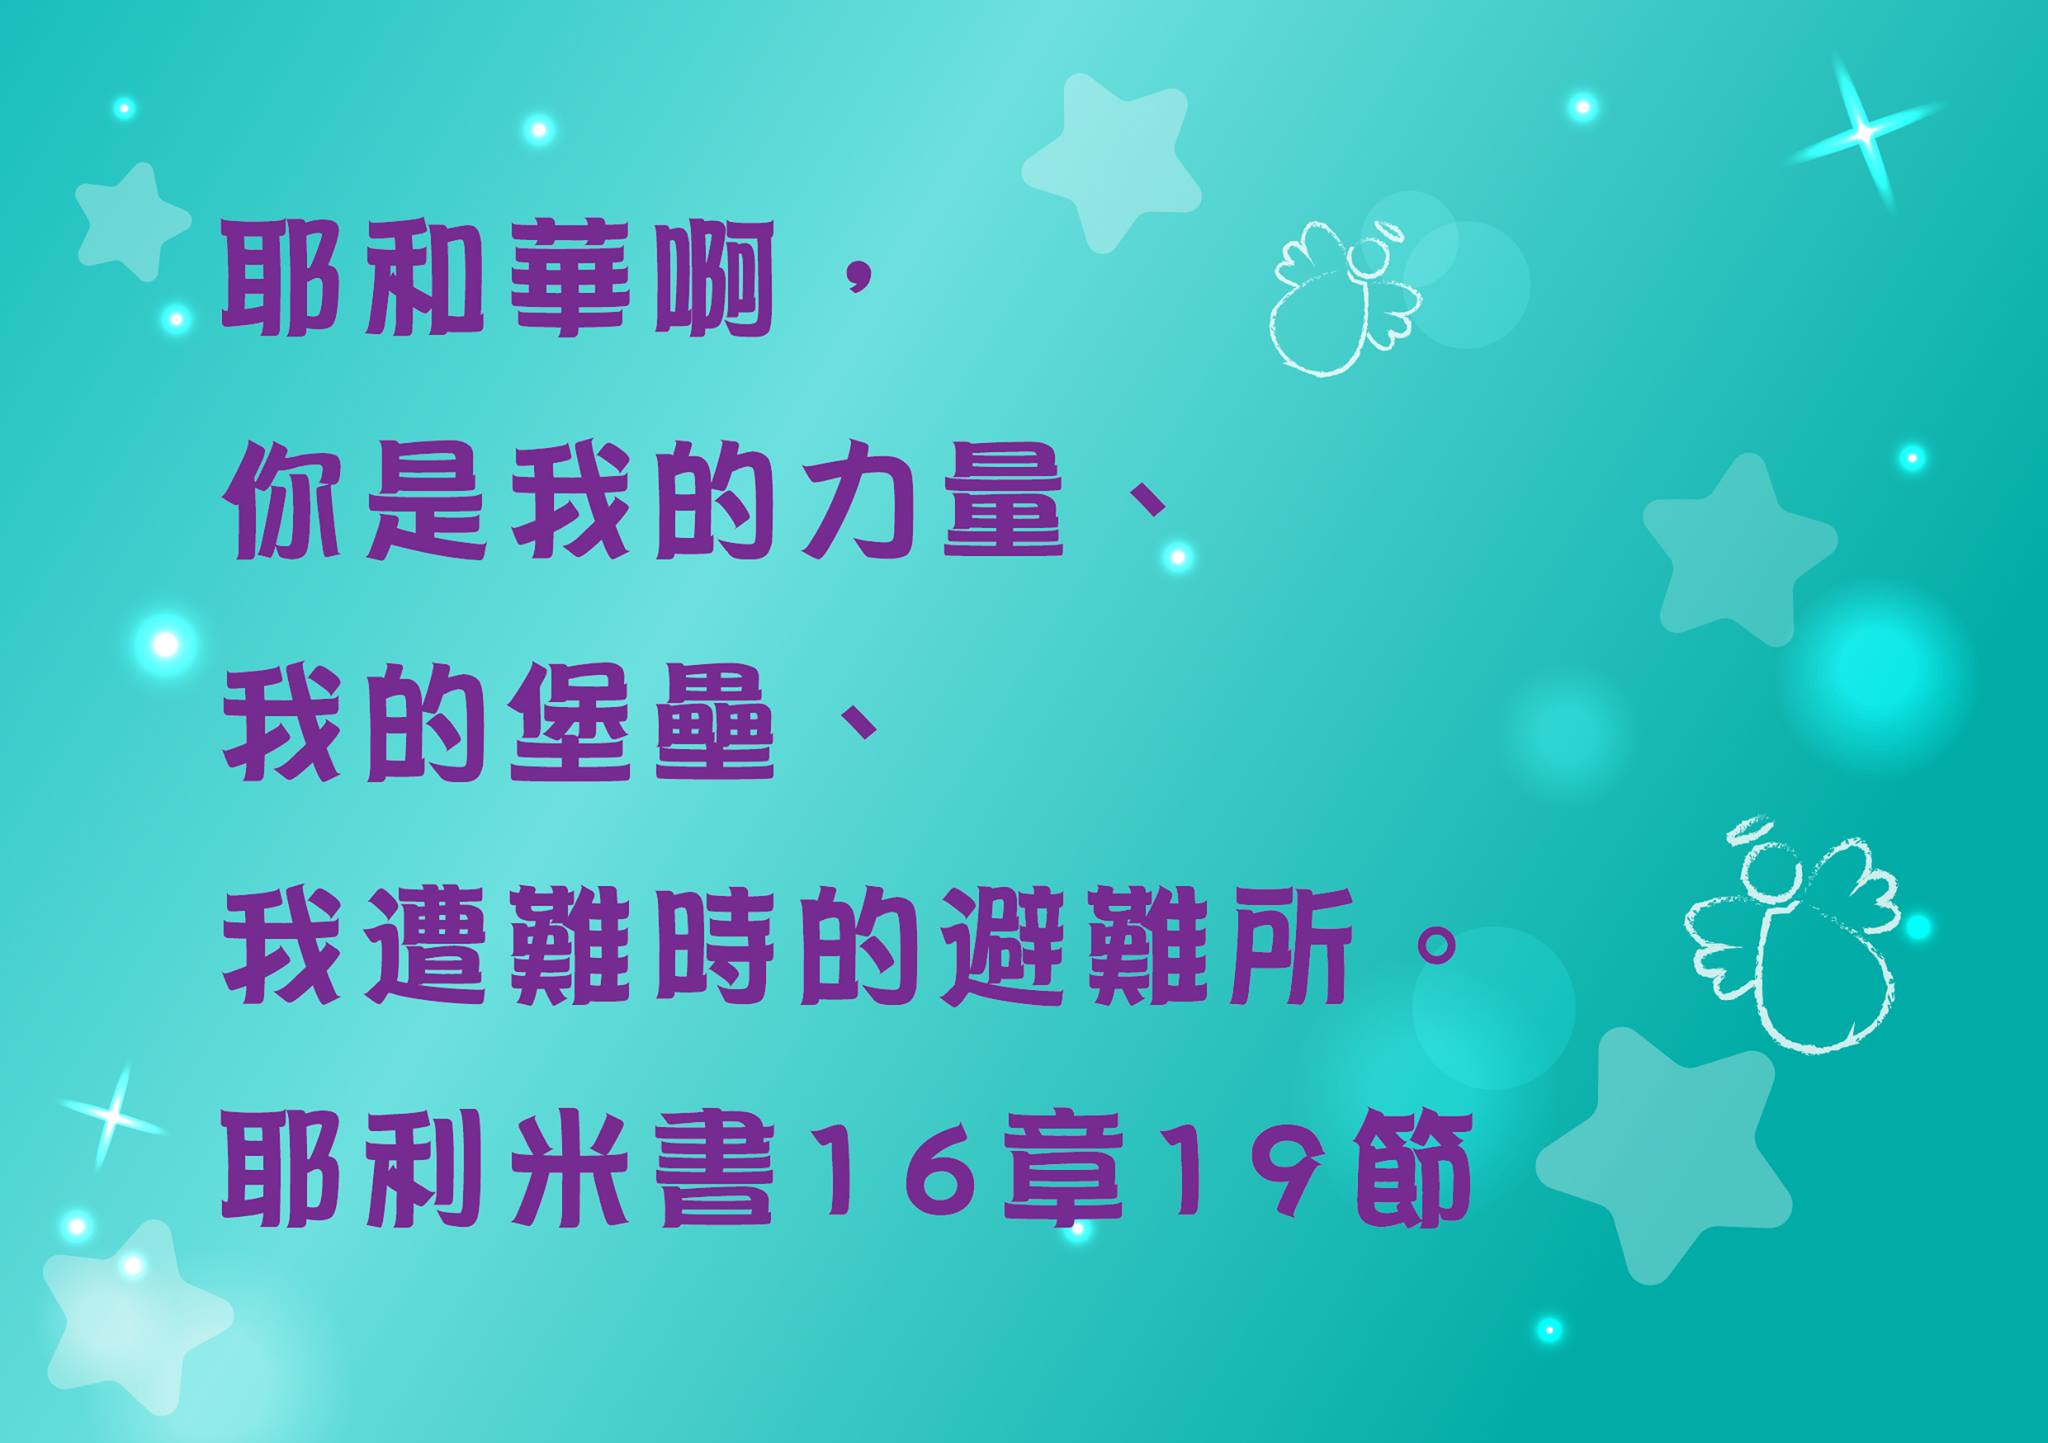 耶和華啊，
你是我的力量、
我的堡壘、
我遭難時的避難所。
耶利米書16章19節